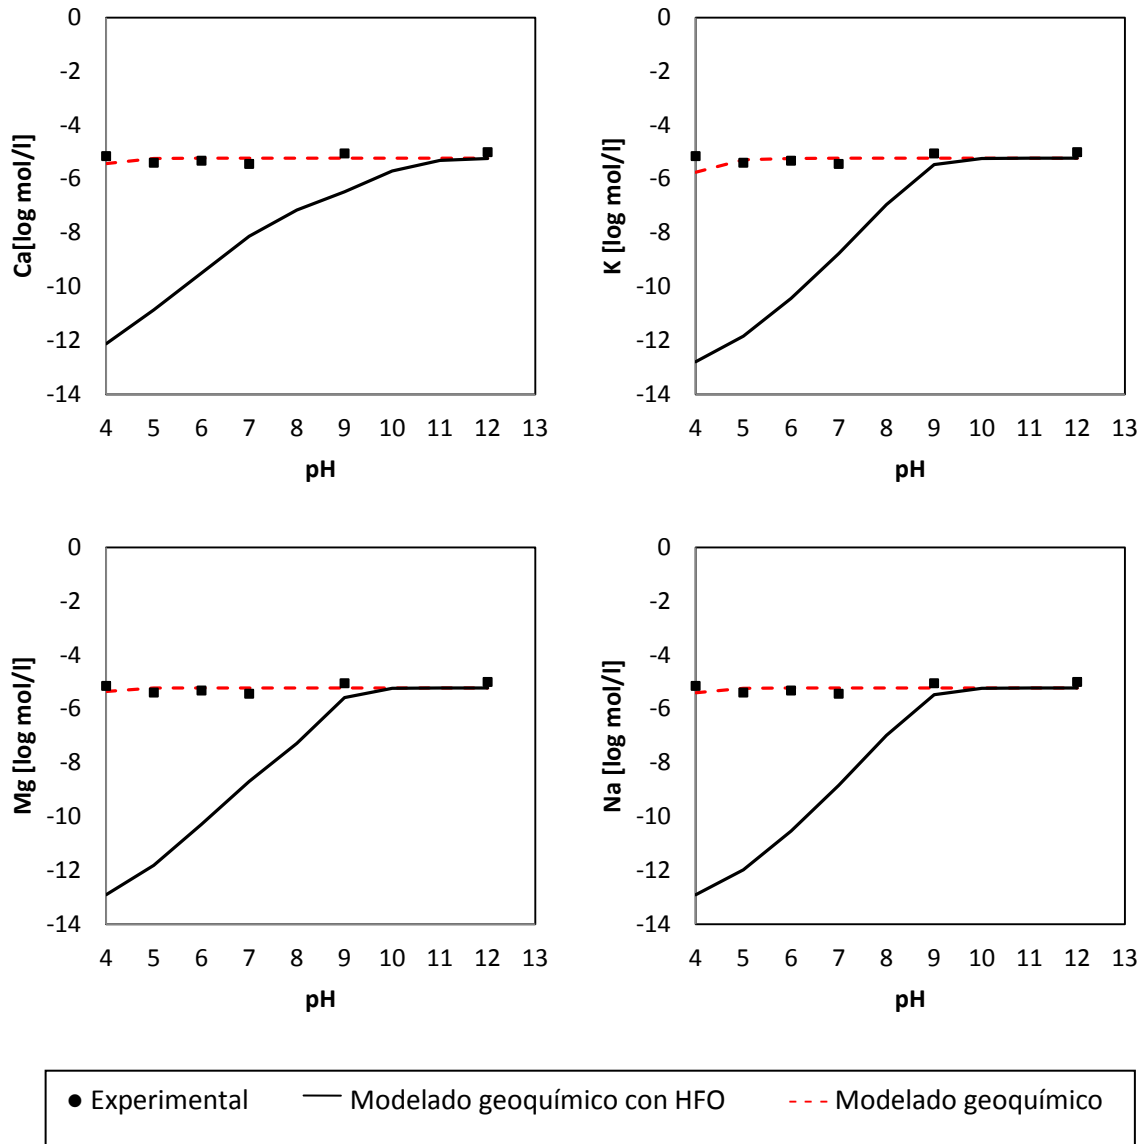 0
-2
-4
-6
-8
-10
-12
-14
Ca[log mol/l]
4 5 6 7 8 9 10 11 12 13
pH
0
-2
-4
-6
-8
-10
-12
-14
K [log mol/l]
4 5 6 7 8 9 10 11 12 13
pH
0
-2
-4
-6
-8
-10
-12
-14
Mg [log mol/l]
4 5 6 7 8 9 10 11 12 13
pH
0
-2
-4
-6
-8
-10
-12
-14
Na [log mol/l]
4 5 6 7 8 9 10 11 12 13
pH
Experimental Modelado geoquímico con HFO Modelado geoquímico